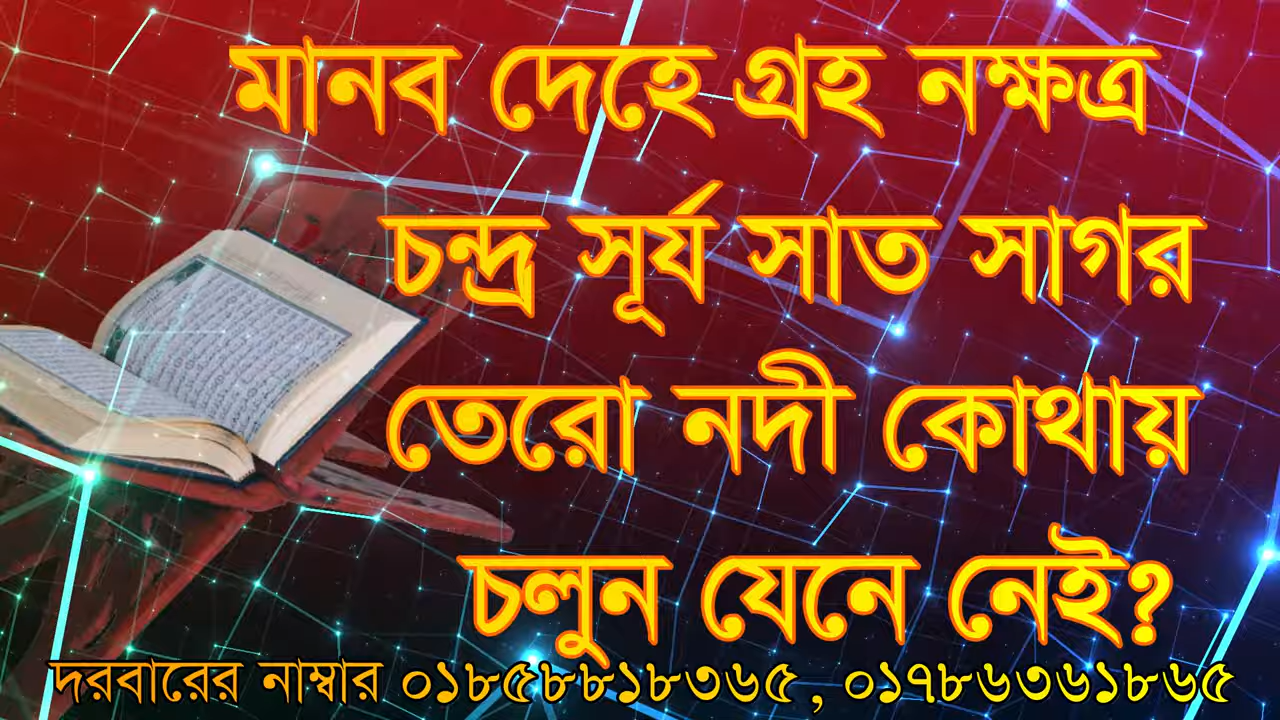 মানব দেহে গ্রহ নক্ষত্র
চন্দ্র সূর্য সাত সাগর
তেরো নদী কোথায়
চলুন যেনে নেই?
দরবারের নাম্বার ০১৮৫৮৮১৮৩৬৫, ০১৭৮৬৩৬১৮৬৫